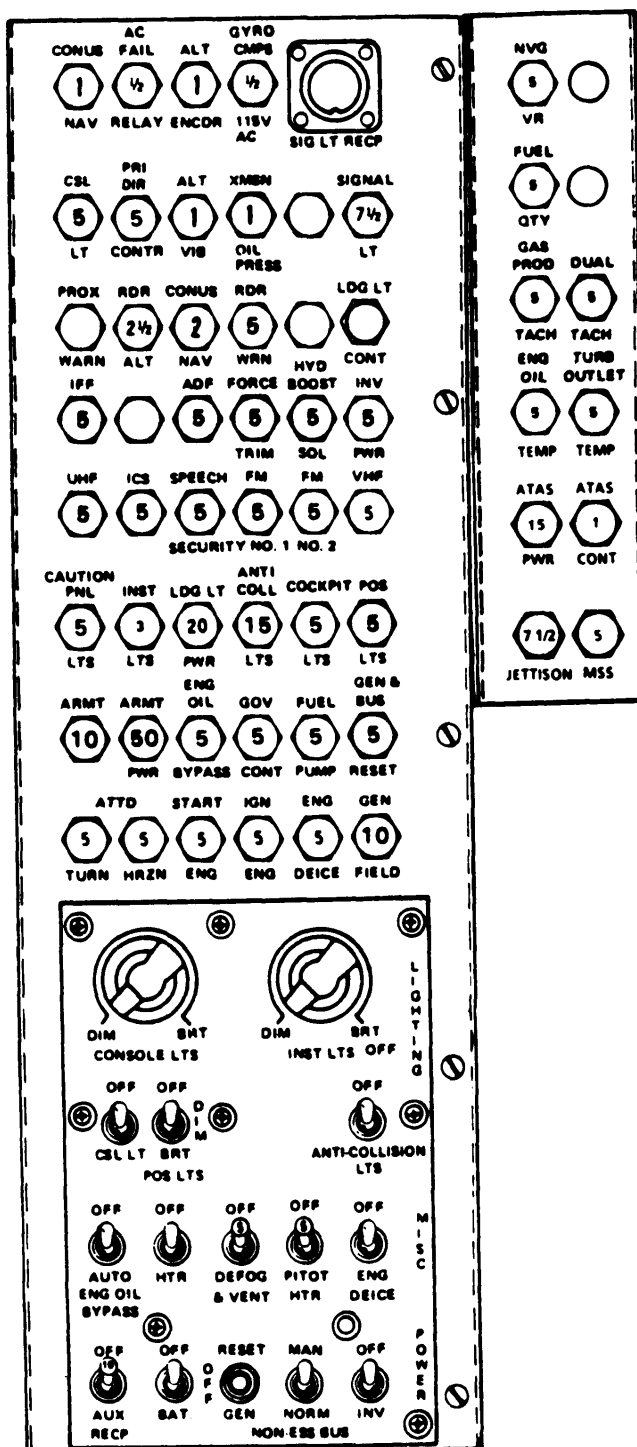 AC GYRO
CONUS FAIL ALT CMPS
1 ½ 1 ½
NAV RELAY ENCDR 115V
AC
SIG LT RECP
PRI
CSL DIR ALT XMSN SIGNAL
5 5 1 1 7½
LT CONTR VIB OIL LT
PRESS
PROX RDR CONUS RDR LDG LT
2½ 2 5
WARN ALT NAV WRN CONT
HYD
IFF ADF FORCE BOOST INV
5 5 5 5 5
TRIM SOL PWR
UHF ICS SPEECH FM FM VHF
5 5 5 5 5 5
SECURITY NO. 1 NO. 2
CAUTION ANTI
PNL INST LDG LT COLL COCKPIT POS
5 3 20 15 5 5
LTS LTS PWR LTS LTS LTS
ENG GEN &
ARMT ARMT OIL GOV FUEL BUS
10 50 5 5 5 5
PWR BYPASS CONT PUMP RESET
ATTD START IGN ENG GEN
5 5 5 5 5 10
TURN HRZN ENG ENG DEICE FIELD
DIM BRT DIM BRT
CONSOLE LTS INST LTS OFF
LIGHTING
OFF OFF OFF
DIM
CSL LT BRT ANTI-COLLISION
POS LTS LTS
OFF OFF OFF OFF OFF
5 5
AUTO HTR DEFOG PITOT ENG
ENG OIL & VENT HTR DEICE
BYPASS
MISC
OFF OFF RESET MAN OFF
10 OFF
AUX BAT GEN NORM INV
RECP NON-ESS BUS
POWER
NVG
5
VR
FUEL
5
QTY
GAS
PROD DUAL
5 5
TACH TACH
ENG TURB
OIL OUTLET
5 5
TEMP TEMP
ATAS ATAS
15 1
PWR CONT
7 1/2 5
JETTISON MSS